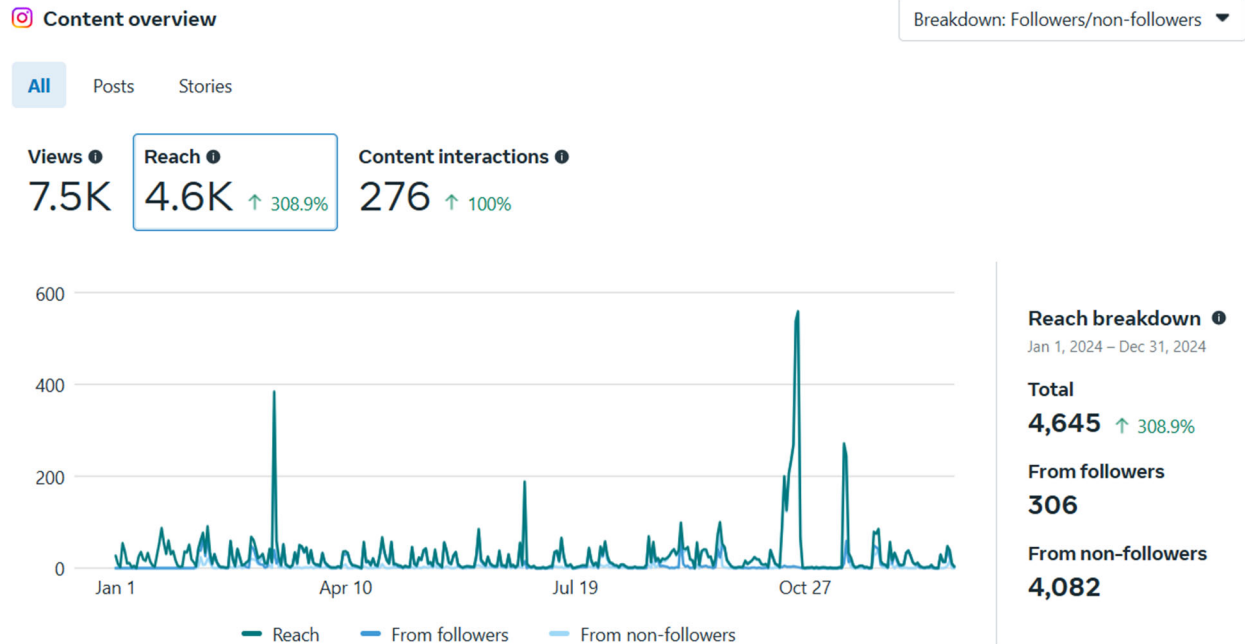 Content overview
Breakdown: Followers/non-followers
All Posts Stories
Views Reach Content interactions
7.5K 4.6K ↑ 308.9% 276 ↑ 100%
600
400
200
0
Jan 1 Apr 10 Jul 19 Oct 27
Reach From followers From non-followers
Reach breakdown
Jan 1, 2024 – Dec 31, 2024
Total
4,645 ↑ 308.9%
From followers
306
From non-followers
4,082